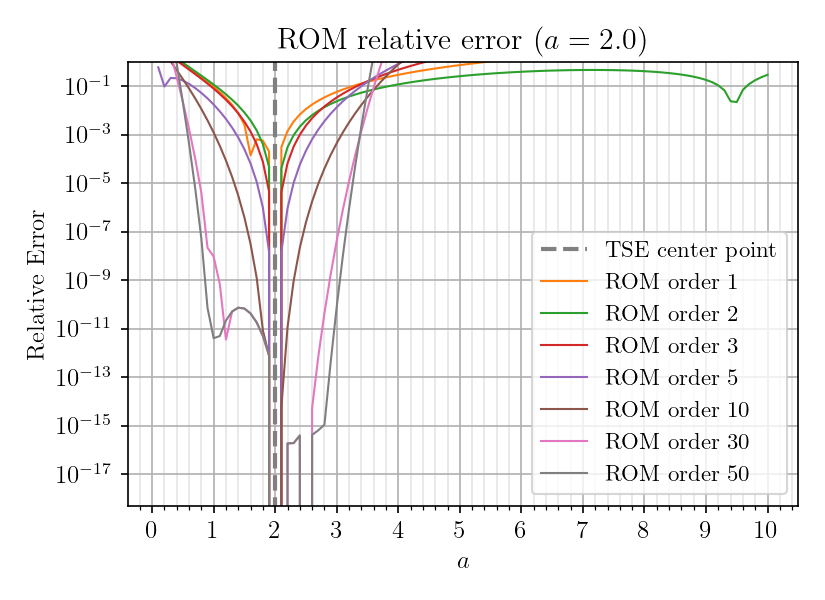 ROM relative error (a = 2.0)
10⁻¹
10⁻³
10⁻⁵
10⁻⁷
10⁻⁹
10⁻¹¹
10⁻¹³
10⁻¹⁵
10⁻¹⁷
Relative Error
TSE center point
ROM order 1
ROM order 2
ROM order 3
ROM order 5
ROM order 10
ROM order 30
ROM order 50
0 1 2 3 4 5 6 7 8 9 10
a